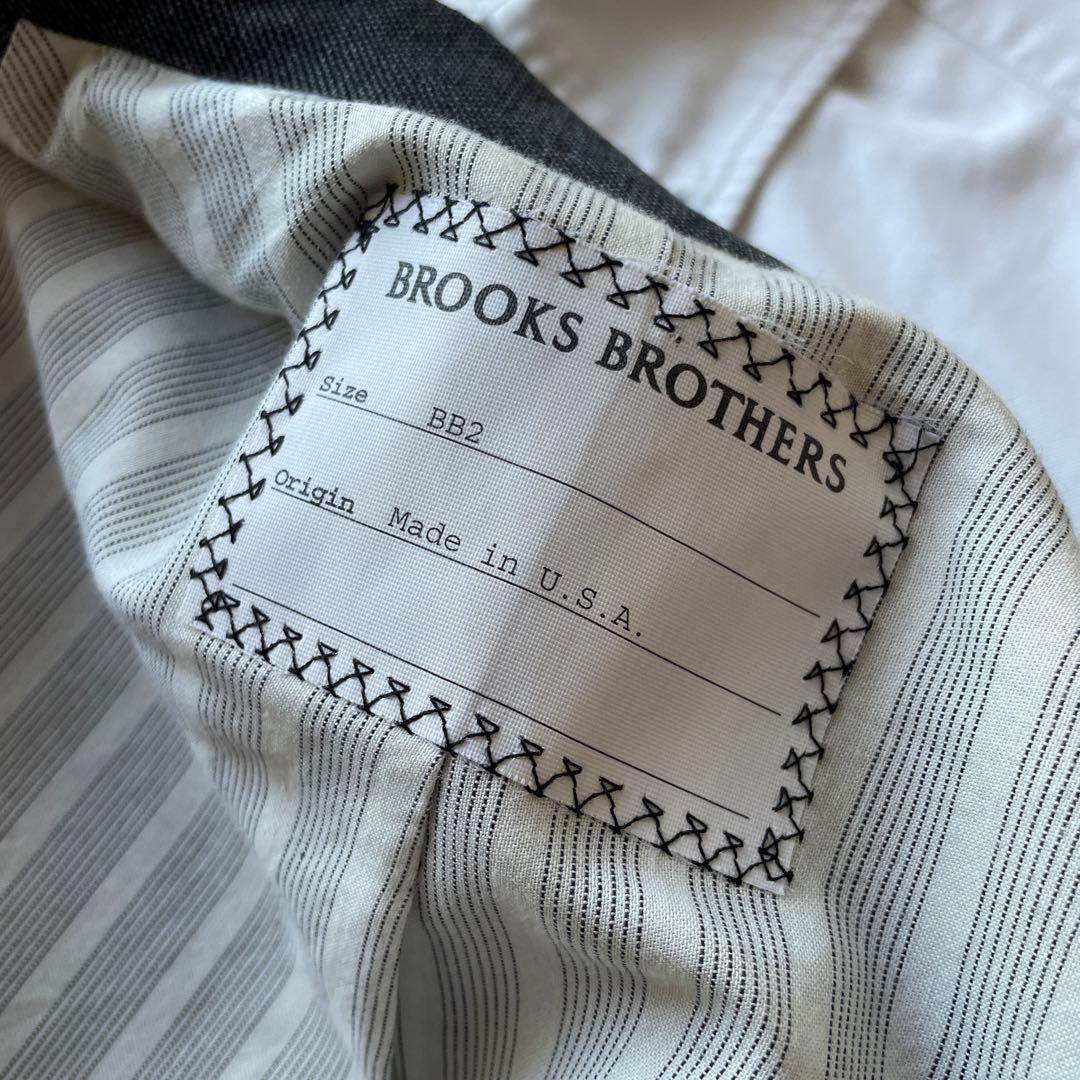 BROOKS BROTHERS
Size BB2
Origin Made in U.S.A.